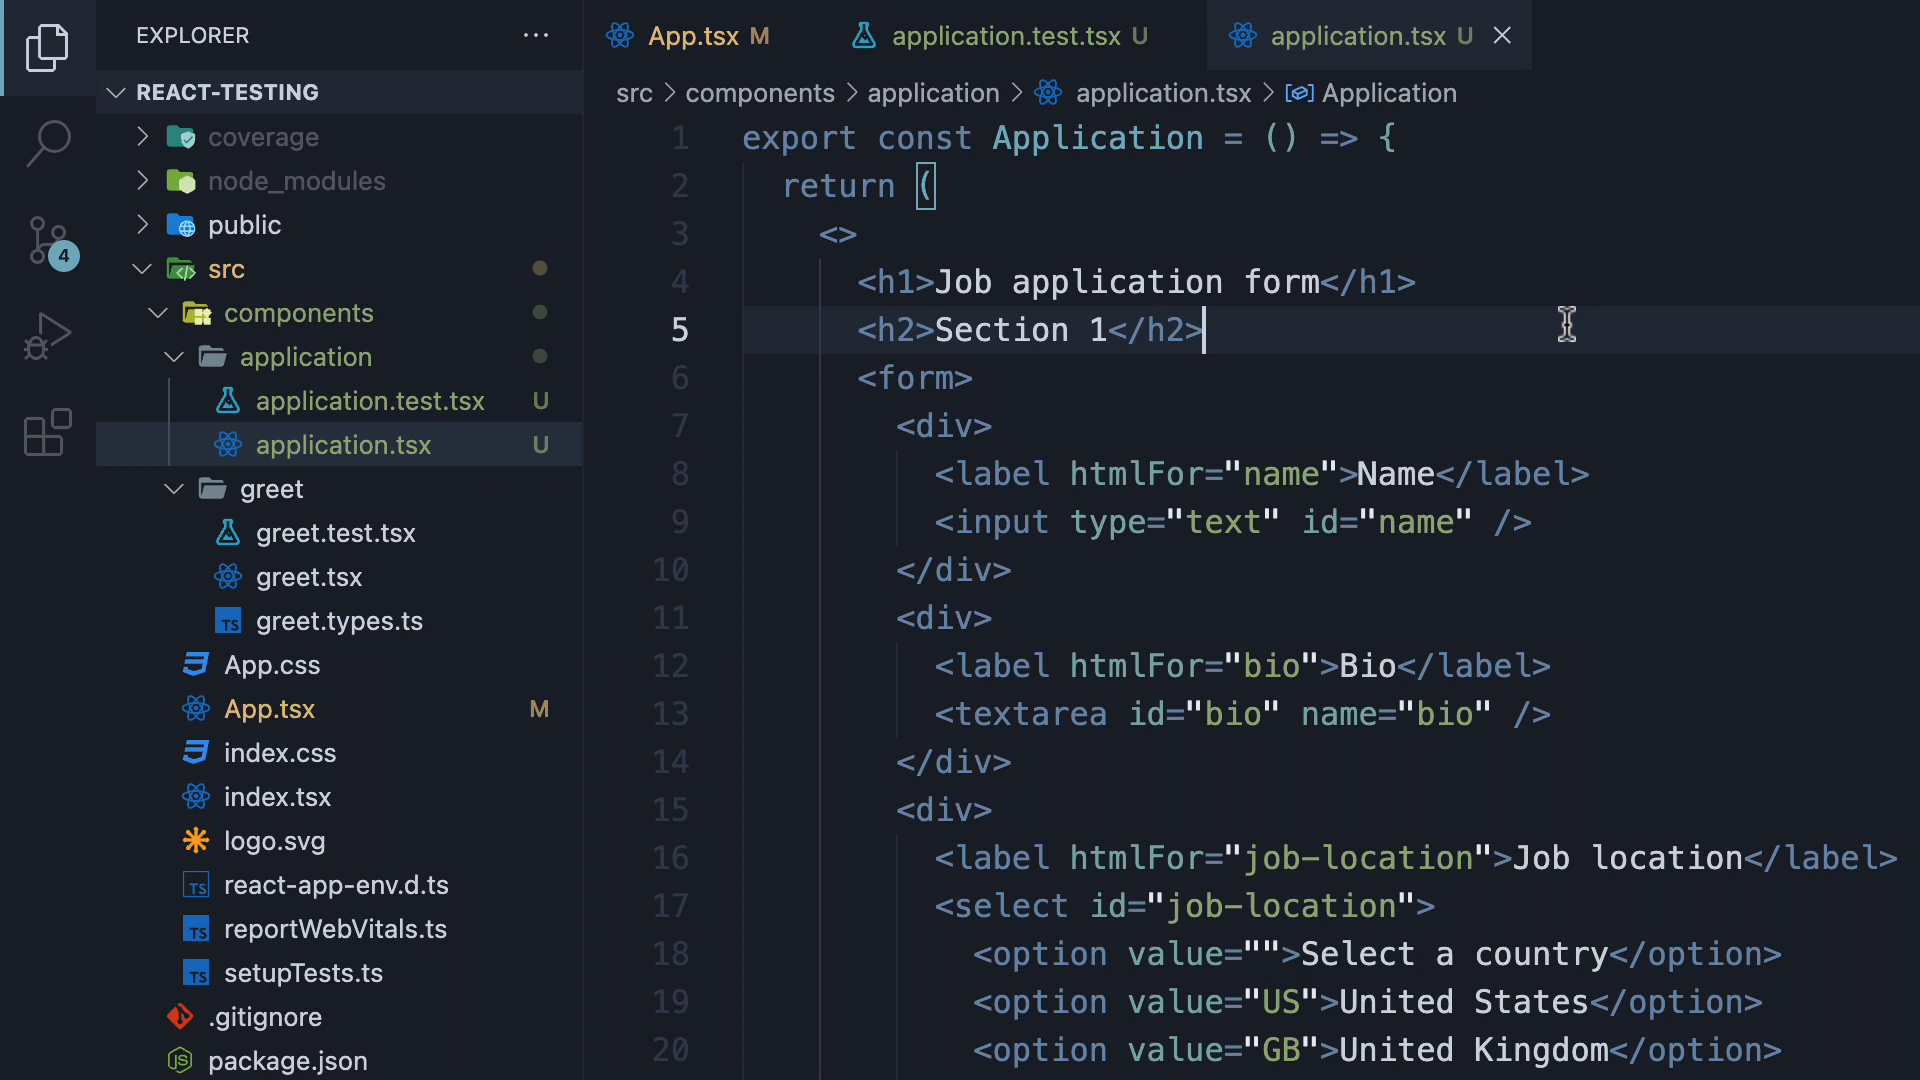 EXPLORER
REACT-TESTING
coverage
node_modules
public
src
components
application
application.test.tsx U
application.tsx U
greet
greet.test.tsx
greet.tsx
TS greet.types.ts
App.css
App.tsx M
index.css
index.tsx
logo.svg
TS react-app-env.d.ts
TS reportWebVitals.ts
TS setupTests.ts
.gitignore
JS package.json
4
App.tsx M application.test.tsx U application.tsx U
src > components > application > application.tsx > Application
1 export const Application = () => {
2 return (
3 <>
4 <h1>Job application form</h1>
5 <h2>Section 1</h2>
6 <form>
7 <div>
8 <label htmlFor="name">Name</label>
9 <input type="text" id="name" />
10 </div>
11 <div>
12 <label htmlFor="bio">Bio</label>
13 <textarea id="bio" name="bio" />
14 </div>
15 <div>
16 <label htmlFor="job-location">Job location</label>
17 <select id="job-location">
18 <option value="">Select a country</option>
19 <option value="US">United States</option>
20 <option value="GB">United Kingdom</option>